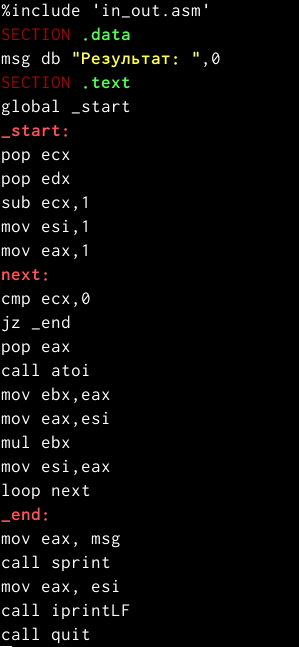 %include 'in_out.asm'
SECTION .data
msg db "Результат: ",0
SECTION .text
global _start
_start:
pop ecx
pop edx
sub ecx,1
mov esi,1
mov eax,1
next:
cmp ecx,0
jz _end
pop eax
call atoi
mov ebx,eax
mov eax,esi
mul ebx
mov esi,eax
loop next
_end:
mov eax, msg
call sprint
mov eax, esi
call iprintLF
call quit